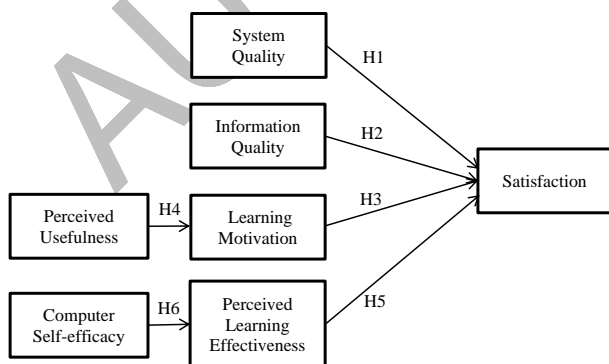 System
Quality
H1
Information
Quality
H2
Satisfaction
Perceived
Usefulness
H4
Learning
Motivation
H3
Computer
Self-efficacy
H6
Perceived
Learning
Effectiveness
H5